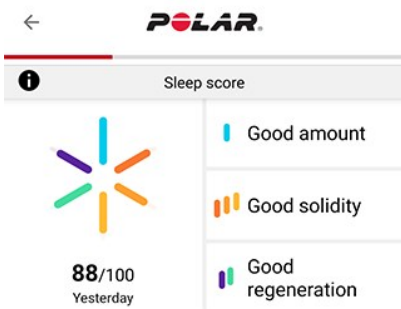 POLAR.
Sleep score
Good amount
Good solidity
88/100
Yesterday
Good
regeneration